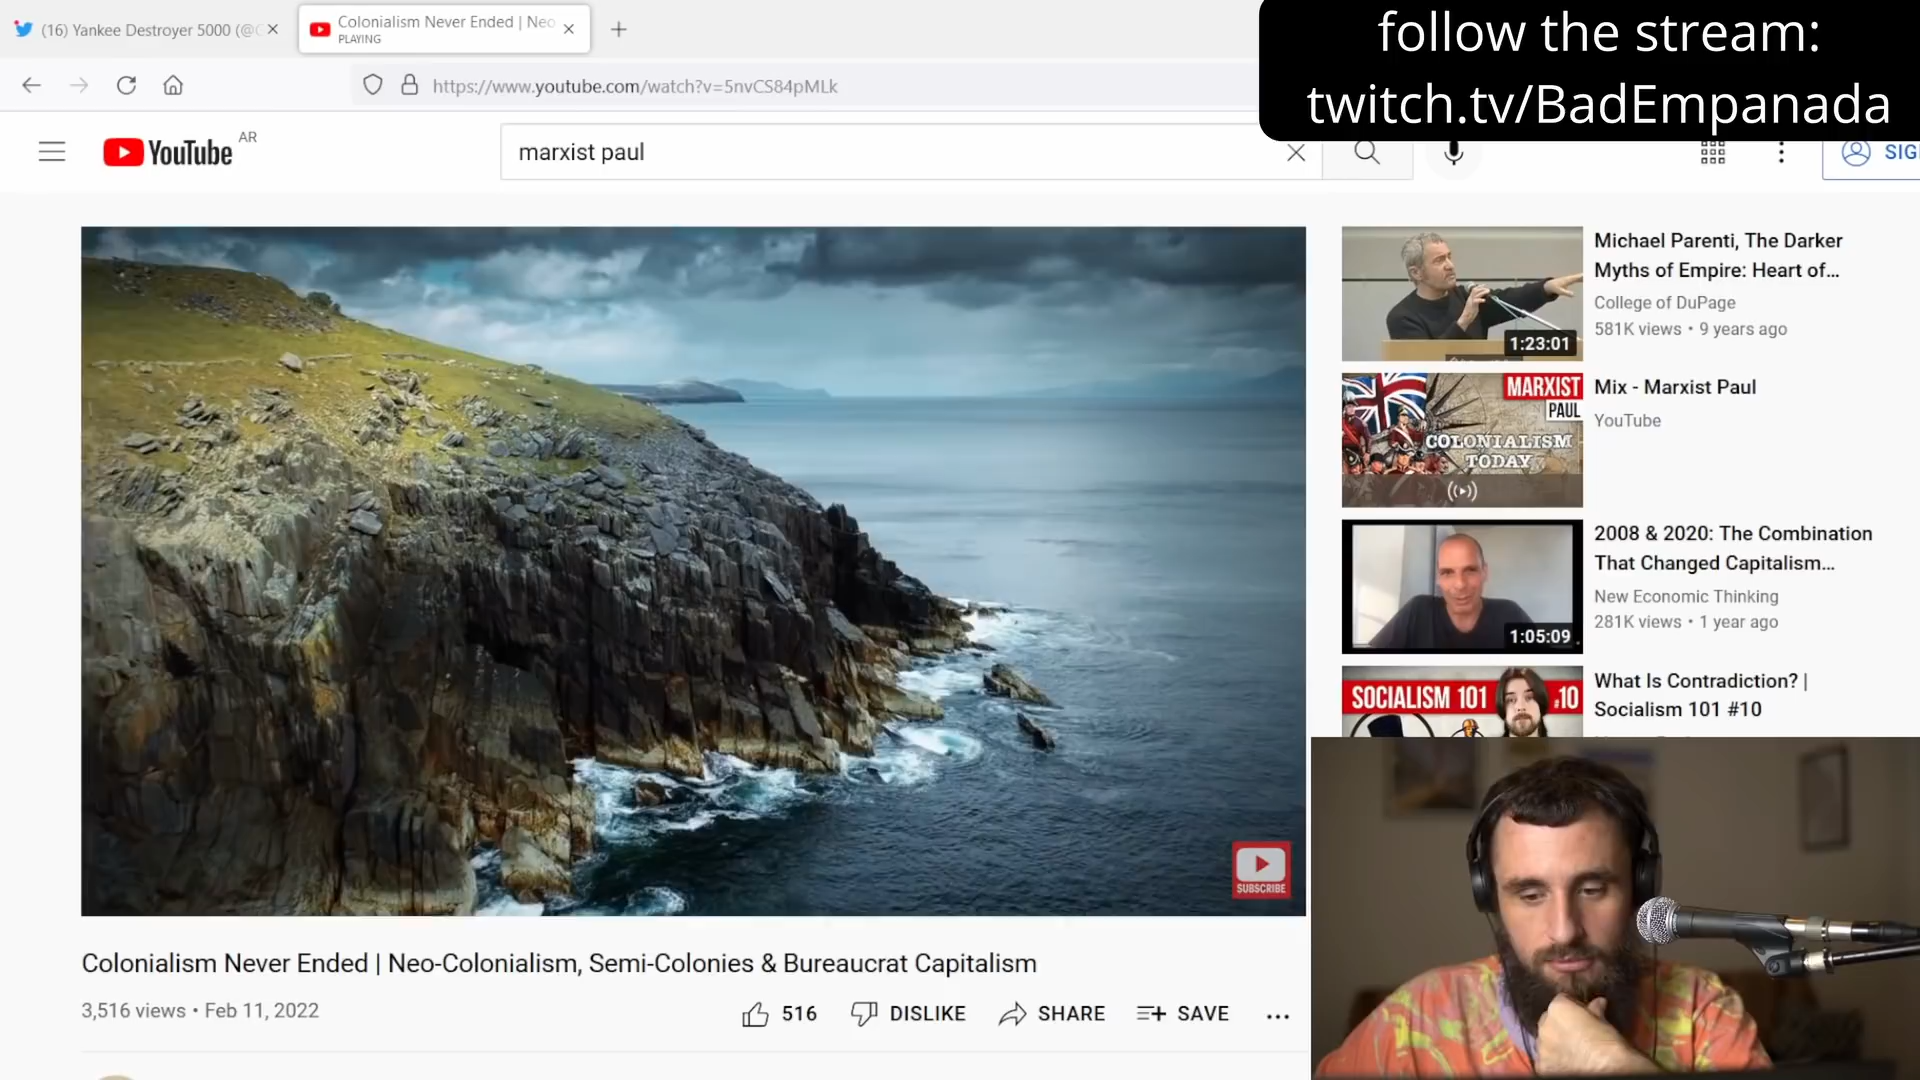 (16) Yankee Destroyer 5000 (@
Colonialism Never Ended | Neo
PLAYING
follow the stream:
twitch.tv/BadEmpanada
https://www.youtube.com/watch?v=5nvCS84pMLk
YouTube AR
marxist paul
SIG
Michael Parenti, The Darker
Myths of Empire: Heart of...
College of DuPage
581K views • 9 years ago
1:23:01
MARXIST
PAUL
COLONIALISM
TODAY
Mix - Marxist Paul
YouTube
2008 & 2020: The Combination
That Changed Capitalism...
New Economic Thinking
281K views • 1 year ago
1:05:09
SOCIALISM 101 #10
What Is Contradiction? |
Socialism 101 #10
SUBSCRIBE
Colonialism Never Ended | Neo-Colonialism, Semi-Colonies & Bureaucrat Capitalism
3,516 views • Feb 11, 2022
516 DISLIKE SHARE SAVE